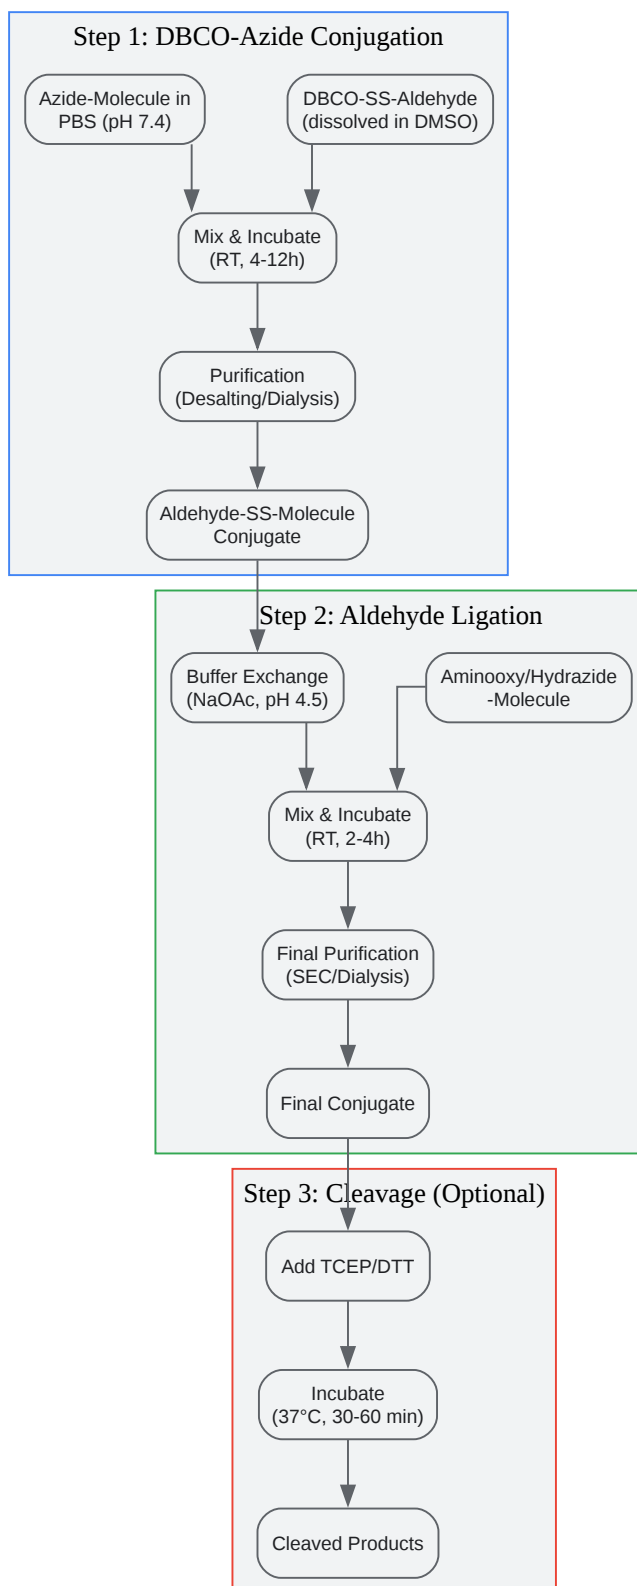 Step 1: DBCO-Azide Conjugation
Azide-Molecule in
PBS (pH 7.4)
DBCO-SS-Aldehyde
(dissolved in DMSO)
Mix & Incubate
(RT, 4-12h)
Purification
(Desalting/Dialysis)
Aldehyde-SS-Molecule
Conjugate
Step 2: Aldehyde Ligation
Buffer Exchange
(NaOAc, pH 4.5)
Aminooxy/Hydrazide
-Molecule
Mix & Incubate
(RT, 2-4h)
Final Purification
(SEC/Dialysis)
Final Conjugate
Step 3: Cleavage (Optional)
Add TCEP/DTT
Incubate
(37°C, 30-60 min)
Cleaved Products